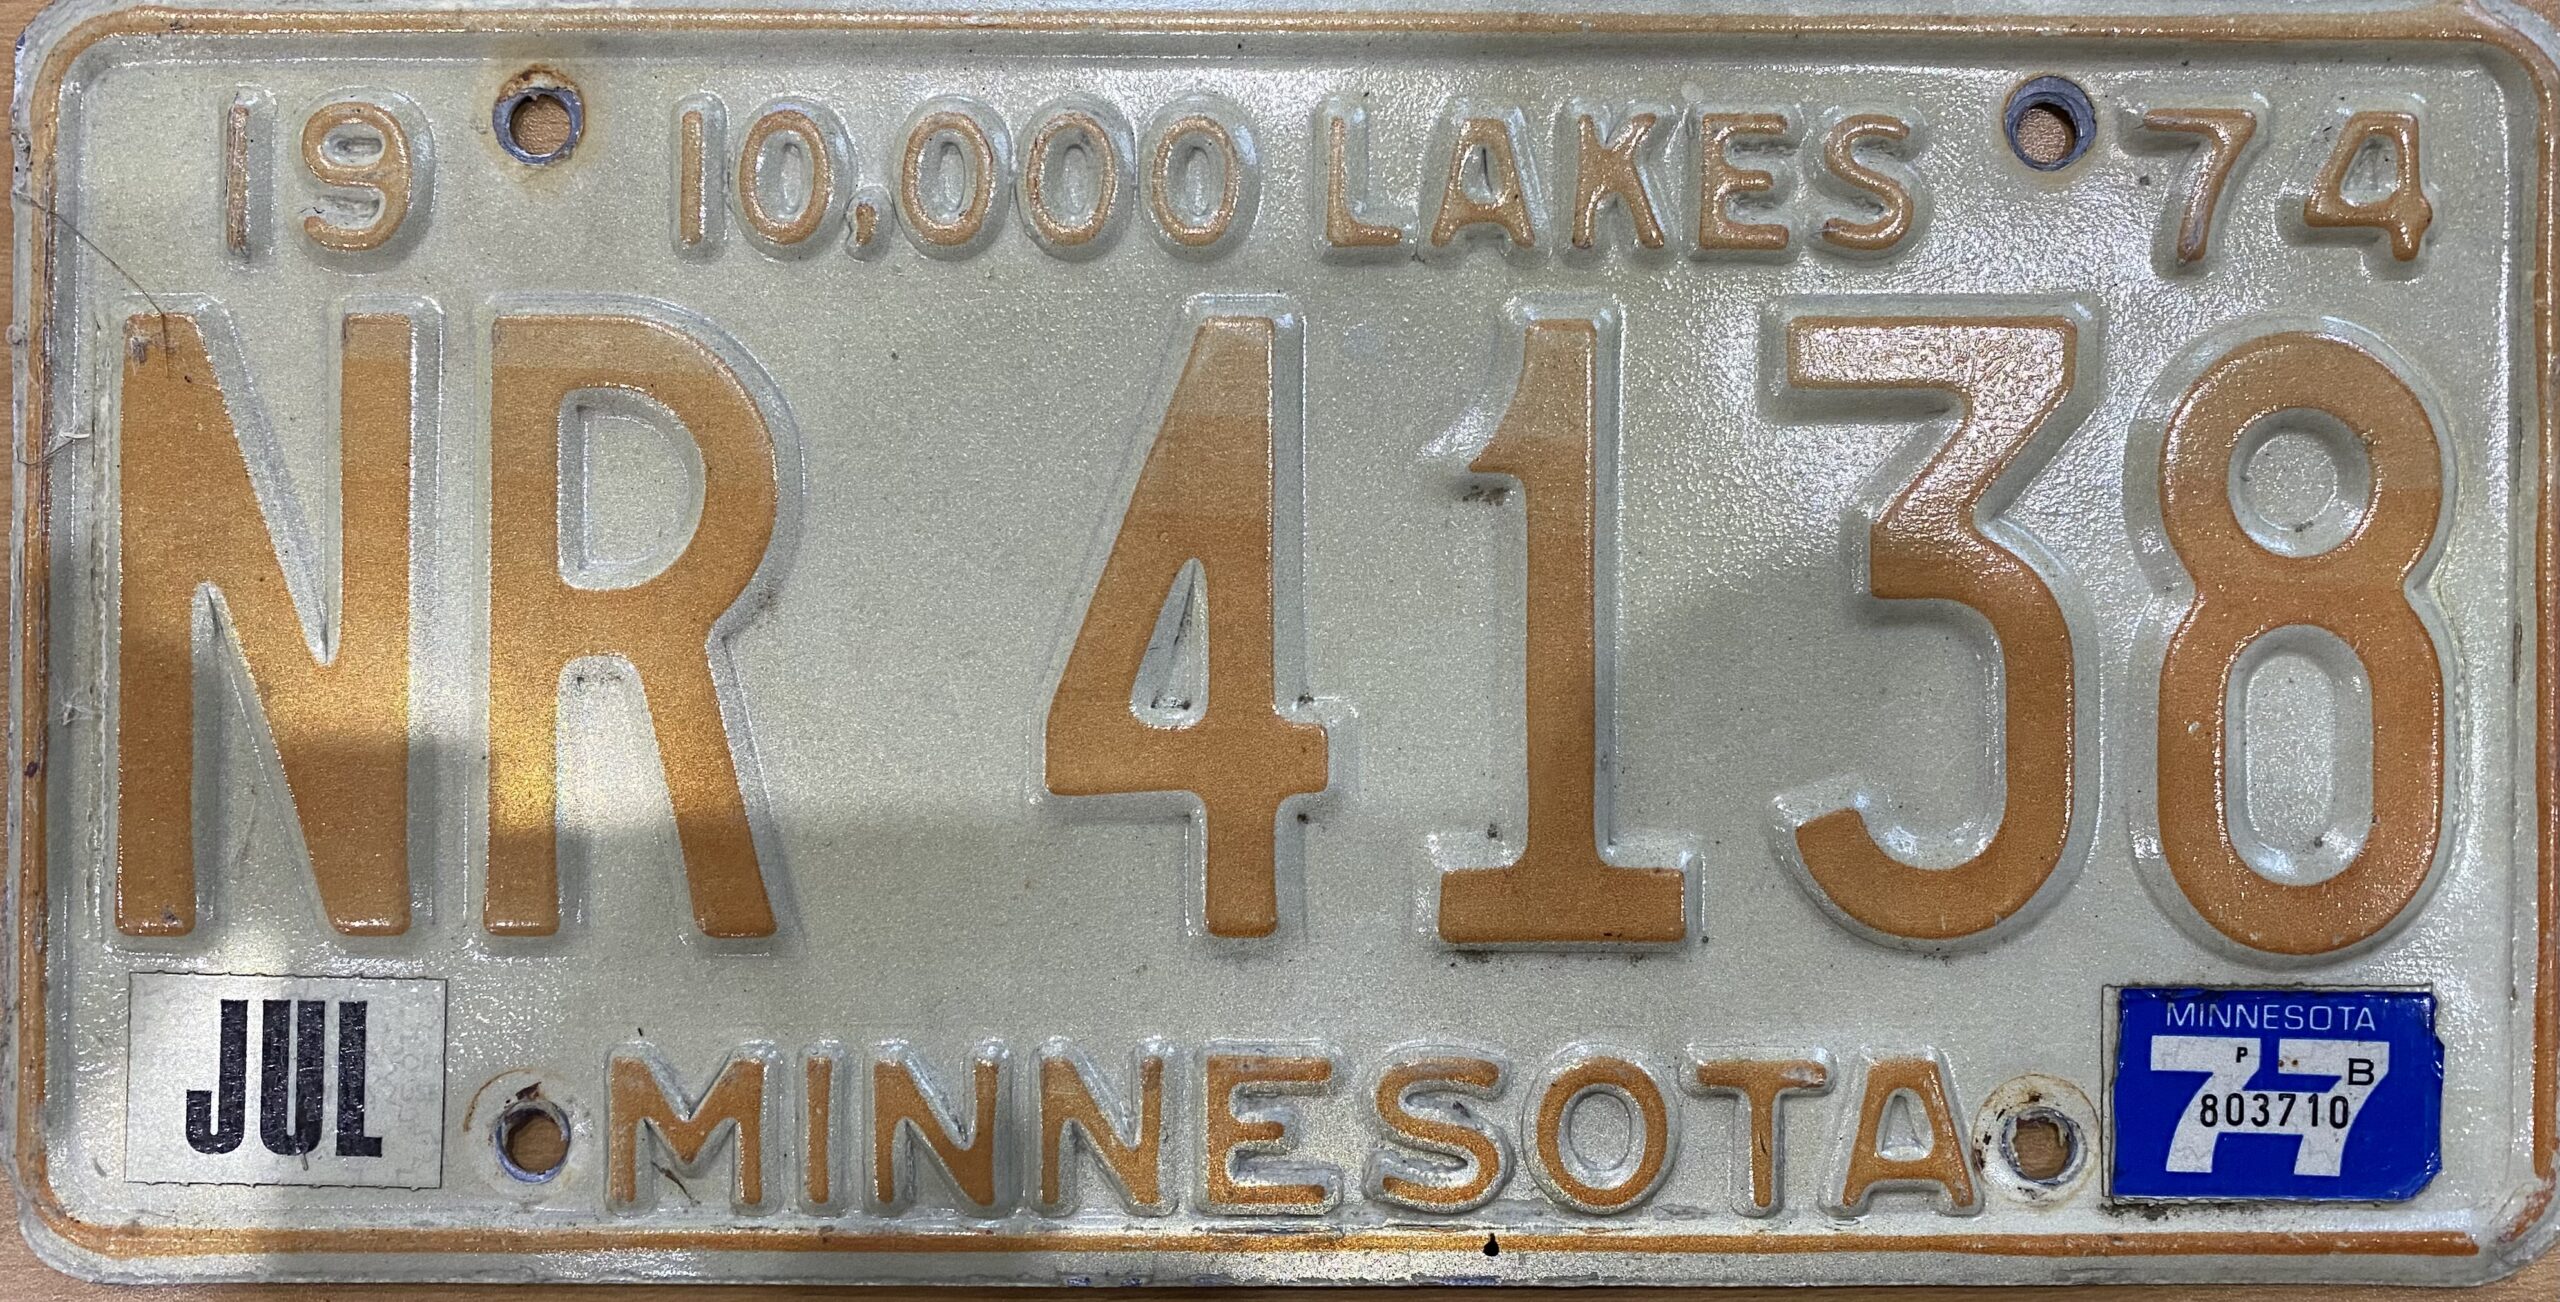 19 10,000 LAKES 74
NR 4138
JUL
MINNESOTA
MINNESOTA
77
P B
803710